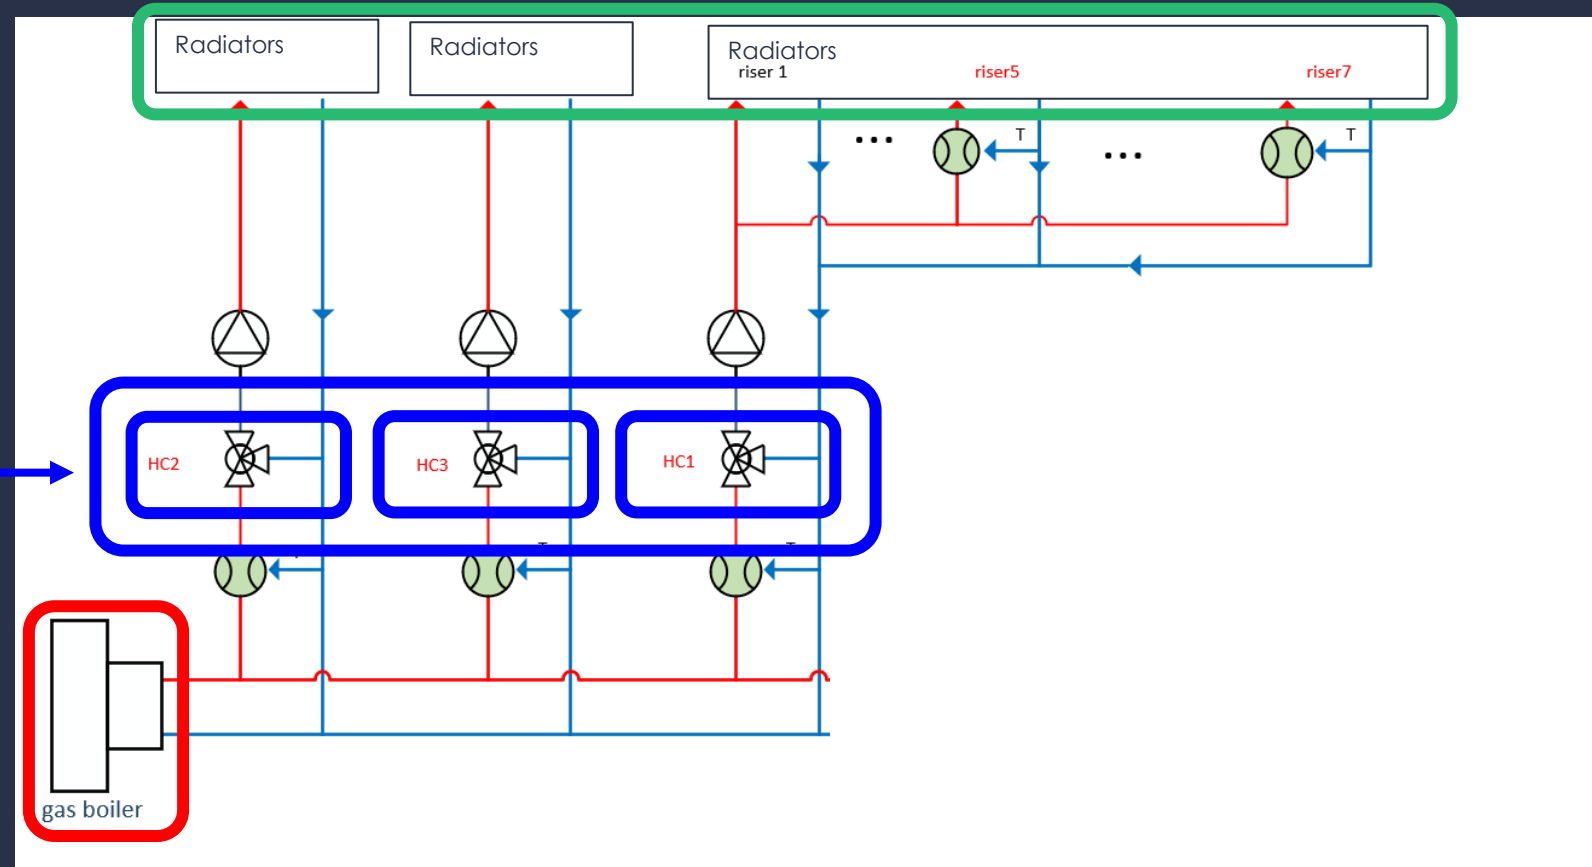 Radiators
Radiators
Radiators
riser 1
riser5
riser7
...
T
...
T
HC2
HC3
HC1
gas boiler